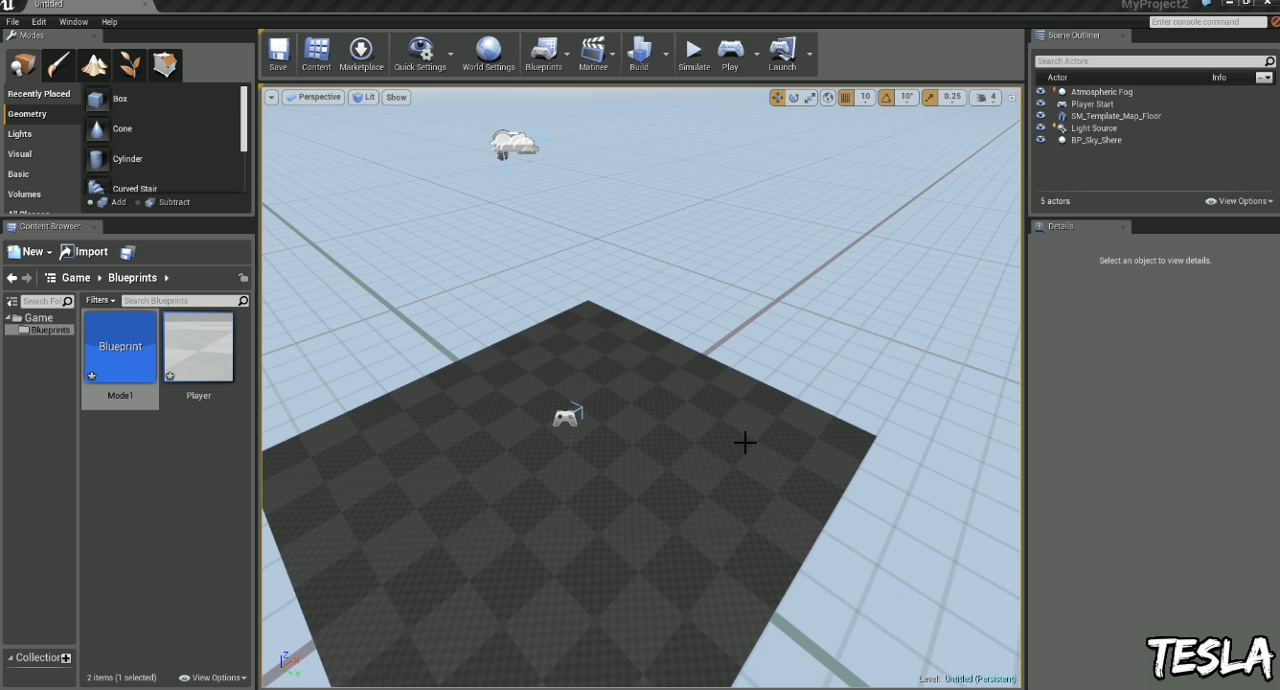 Untitled
MyProject2
File Edit Window Help
Enter console command
Modes
Save Content Marketplace Quick Settings World Settings Blueprints Matinee Build Simulate Play Launch
Scene Outliner
Search Actors
Actor Info
Atmospheric Fog
Player Start
SM_Template_Map_Floor
Light Source
BP_Sky_Shere
5 actors View Options
Recently Placed
Geometry
Lights
Visual
Basic
Volumes
All Classes
Box
Cone
Cylinder
Curved Stair
Add Subtract
Perspective Lit Show
10 10° 0.25 4
Content Browser
New Import
Game Blueprints
Search Fol
Filters Search Blueprints
Game
Blueprints
Blueprint
Mode1 Player
Collection
2 items (1 selected) View Options
Details
Select an object to view details.
Z
X
Y
Level: Untitled (Persistent)
TESLA